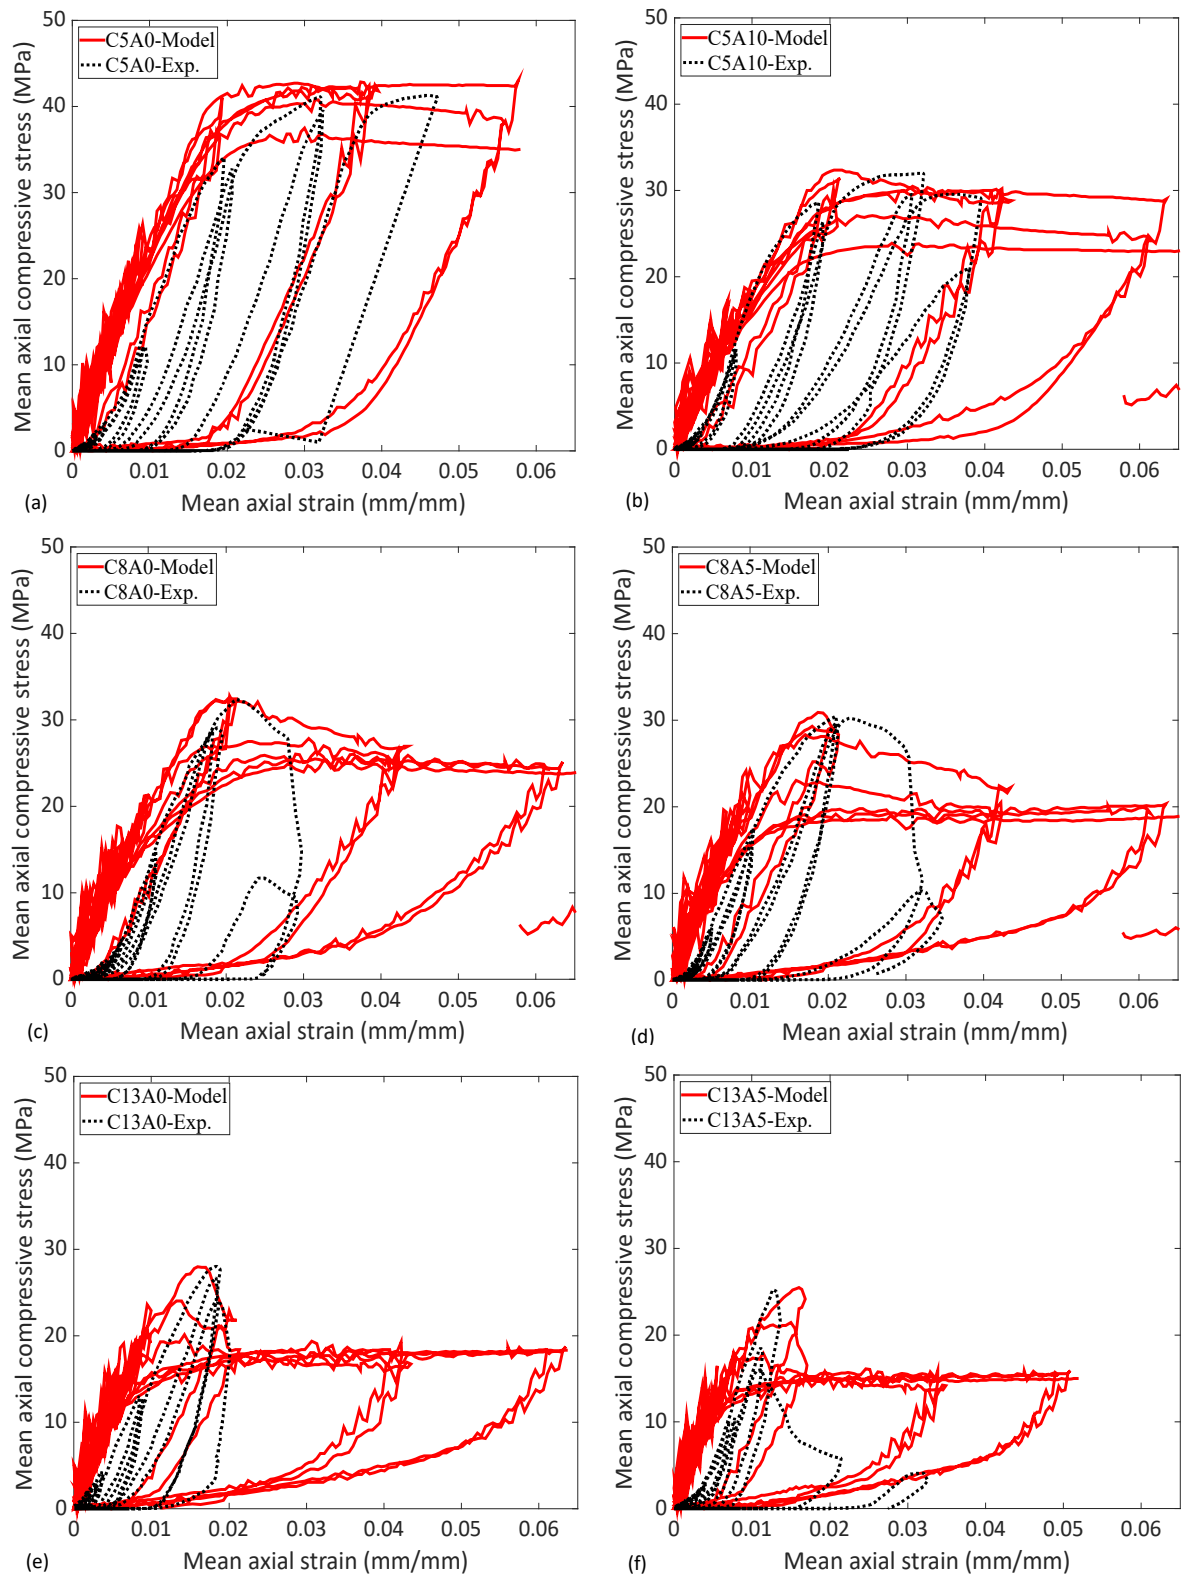 C5A0-Model
C5A0-Exp.
Mean axial compressive stress (MPa)
50
40
30
20
10
0
0 0.01 0.02 0.03 0.04 0.05 0.06
Mean axial strain (mm/mm)
(a)
C5A10-Model
C5A10-Exp.
Mean axial compressive stress (MPa)
50
40
30
20
10
0
0 0.01 0.02 0.03 0.04 0.05 0.06
Mean axial strain (mm/mm)
(b)
C8A0-Model
C8A0-Exp.
Mean axial compressive stress (MPa)
50
40
30
20
10
0
0 0.01 0.02 0.03 0.04 0.05 0.06
Mean axial strain (mm/mm)
(c)
C8A5-Model
C8A5-Exp.
Mean axial compressive stress (MPa)
50
40
30
20
10
0
0 0.01 0.02 0.03 0.04 0.05 0.06
Mean axial strain (mm/mm)
(d)
C13A0-Model
C13A0-Exp.
Mean axial compressive stress (MPa)
50
40
30
20
10
0
0 0.01 0.02 0.03 0.04 0.05 0.06
Mean axial strain (mm/mm)
(e)
C13A5-Model
C13A5-Exp.
Mean axial compressive stress (MPa)
50
40
30
20
10
0
0 0.01 0.02 0.03 0.04 0.05 0.06
Mean axial strain (mm/mm)
(f)